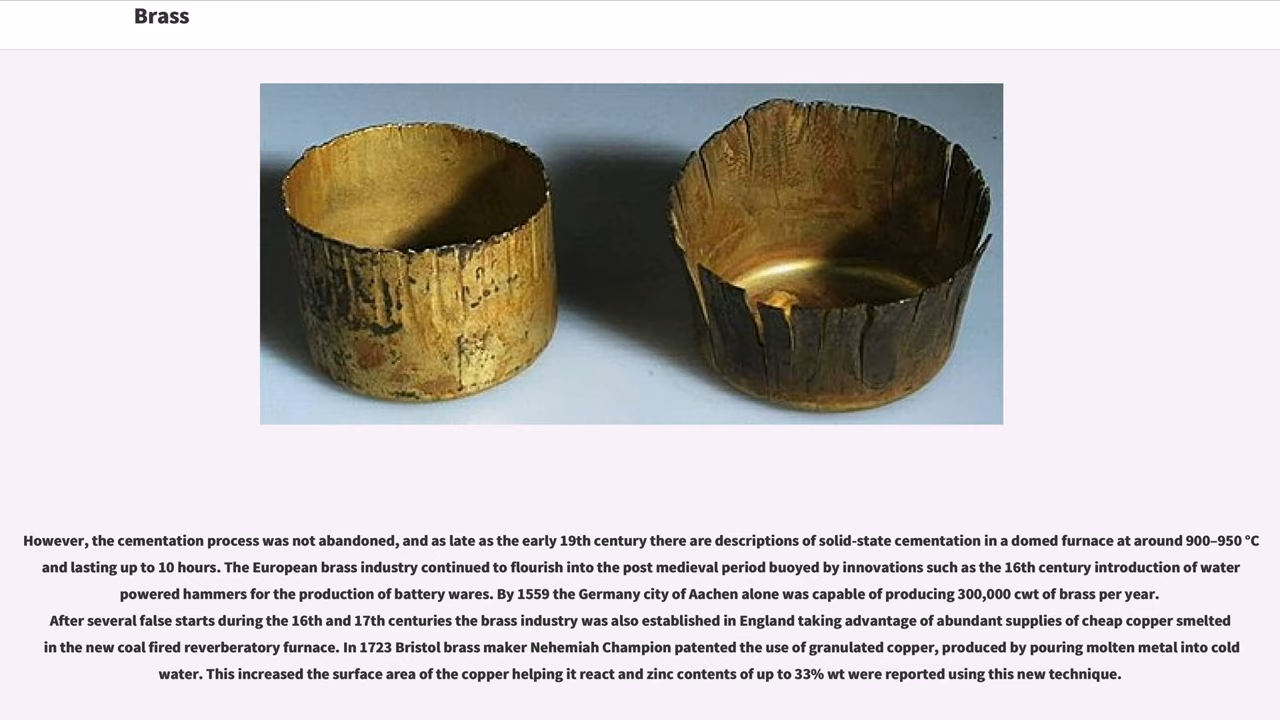 Brass
However, the cementation process was not abandoned, and as late as the early 19th century there are descriptions of solid-state cementation in a domed furnace at around 900–950 °C
and lasting up to 10 hours. The European brass industry continued to flourish into the post medieval period buoyed by innovations such as the 16th century introduction of water
powered hammers for the production of battery wares. By 1559 the Germany city of Aachen alone was capable of producing 300,000 cwt of brass per year.
After several false starts during the 16th and 17th centuries the brass industry was also established in England taking advantage of abundant supplies of cheap copper smelted
in the new coal fired reverberatory furnace. In 1723 Bristol brass maker Nehemiah Champion patented the use of granulated copper, produced by pouring molten metal into cold
water. This increased the surface area of the copper helping it react and zinc contents of up to 33% wt were reported using this new technique.